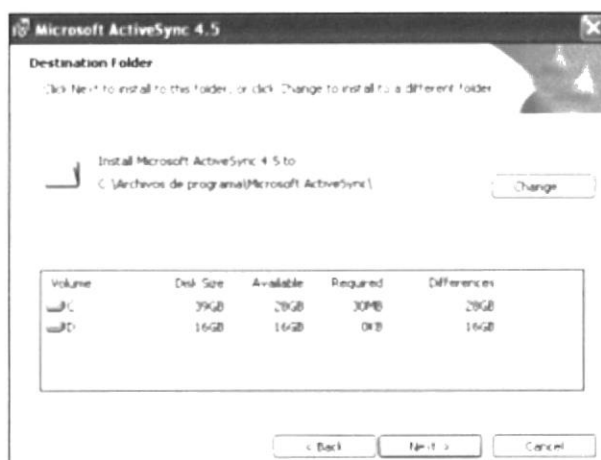 Microsoft ActiveSync 4.5
Destination Folder
Click Next to install to this folder, or click Change to install to a different folder
Install Microsoft ActiveSync 4.5 to
C:\Archivos de programa\Microsoft ActiveSync\
Change
Volume Disk Size Available Required Differences
C 39GB 28GB 30MB 28GB
D 16GB 16GB 0KB 16GB
< Back Next > Cancel